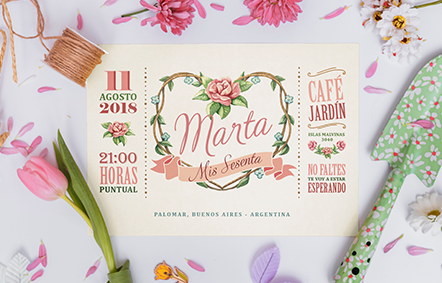 11
AGOSTO
2018
21:00
HORAS
PUNTUAL
Marta
Mis Sesenta
CAFÉ
JARDÍN
ISLAS MALVINAS
3040
NO FALTES
TE VOY A ESTAR
ESPERANDO
PALOMAR, BUENOS AIRES - ARGENTINA